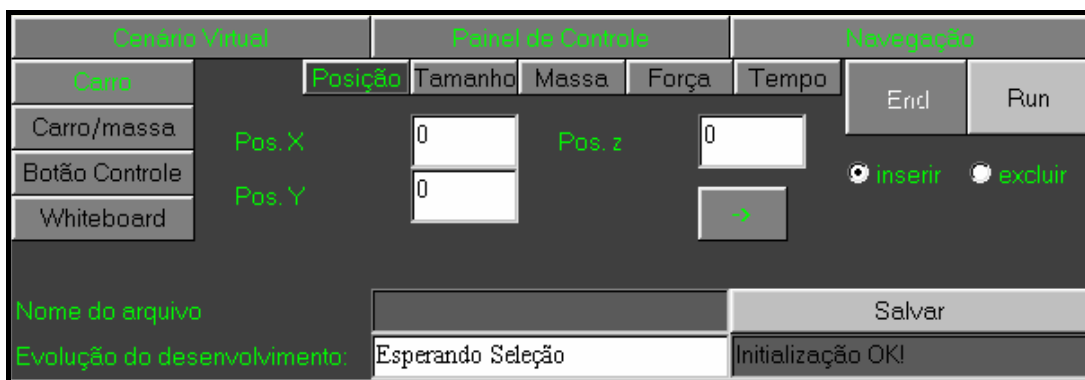 Cenário Virtual Painel de Controle Navegação
Carro Posição Tamanho Massa Força Tempo End Run
Carro/massa Pos. X 0 Pos. z 0
Botão Controle inserir excluir
Pos. Y 0
Whiteboard ->
Nome do arquivo Salvar
Evolução do desenvolvimento: Esperando Seleção Initialização OK!